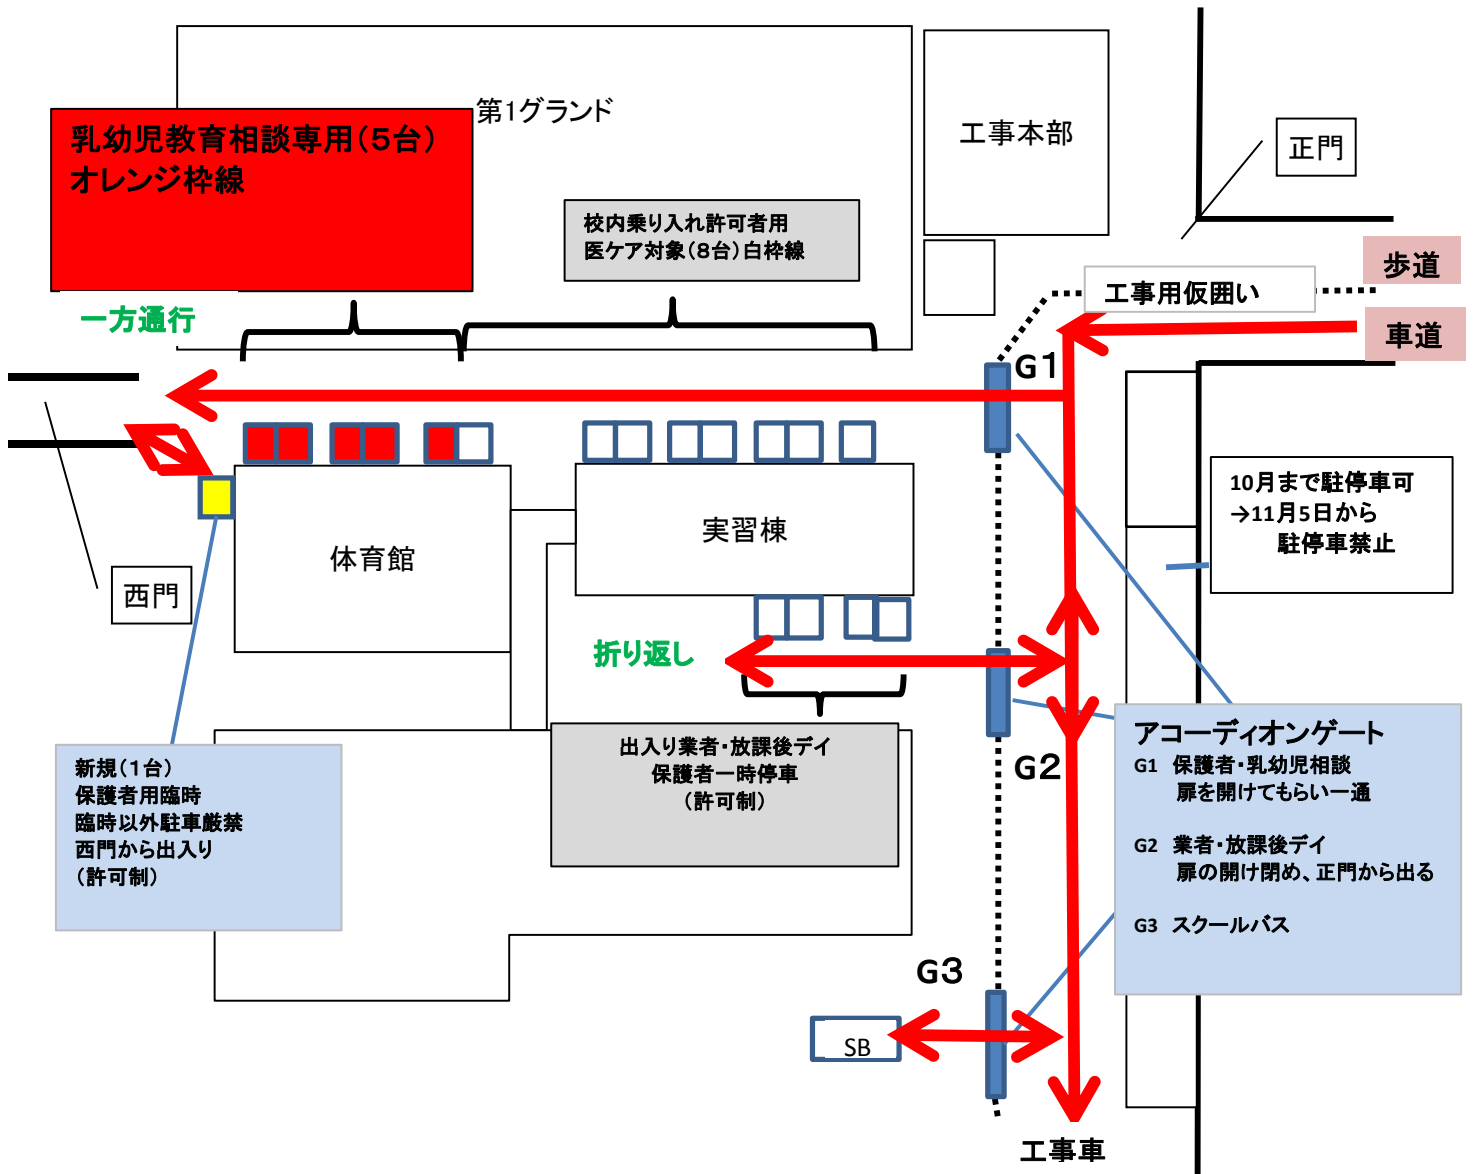 第1グランド
乳幼児教育相談専用(5台)
オレンジ枠線
工事本部
正門
校内乗り入れ許可者用
医ケア対象(8台)白枠線
歩道
工事用仮囲い
一方通行
車道
G1
10月まで駐停車可
→11月5日から
駐停車禁止
実習棟
体育館
西門
折り返し
アコーディオンゲート
G1 保護者・乳幼児相談
扉を開けてもらい一通
G2 業者・放課後デイ
扉の開け閉め、正門から出る
G3 スクールバス
出入り業者・放課後デイ
保護者一時停車
(許可制)
G2
新規(1台)
保護者用臨時
臨時以外駐車厳禁
西門から出入り
(許可制)
G3
SB
工事車